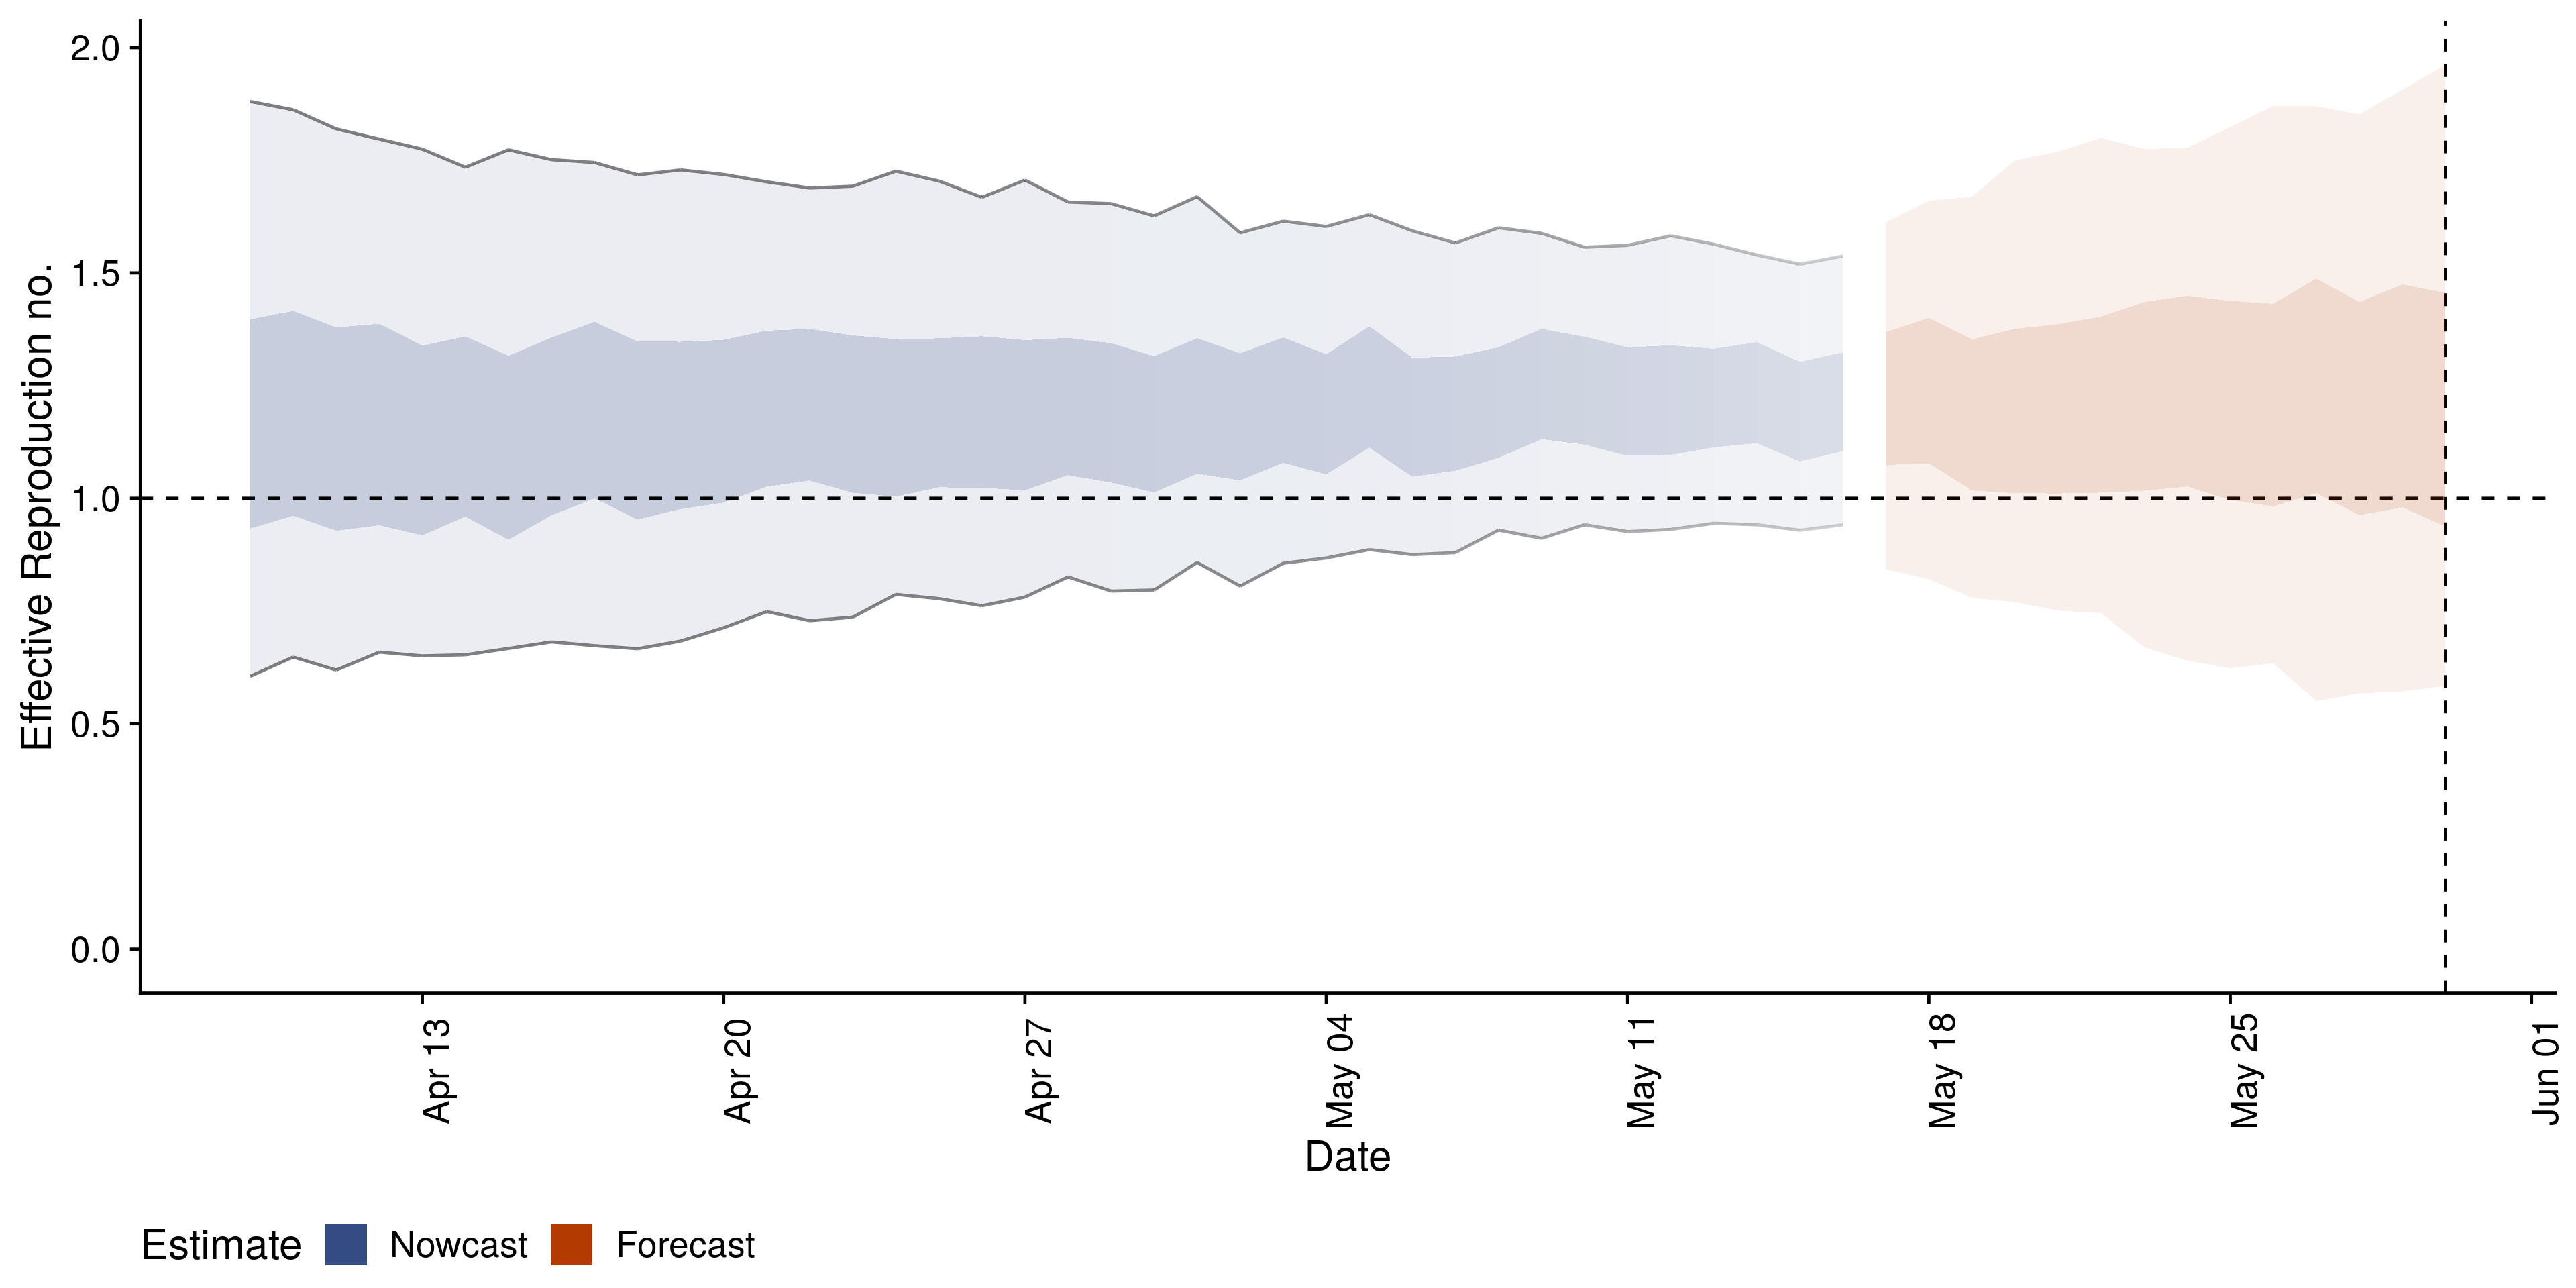 Effective Reproduction no.
2.0
1.5
1.0
0.5
0.0
Apr 13
Apr 20
Apr 27
May 04
May 11
May 18
May 25
Jun 01
Date
Estimate Nowcast Forecast